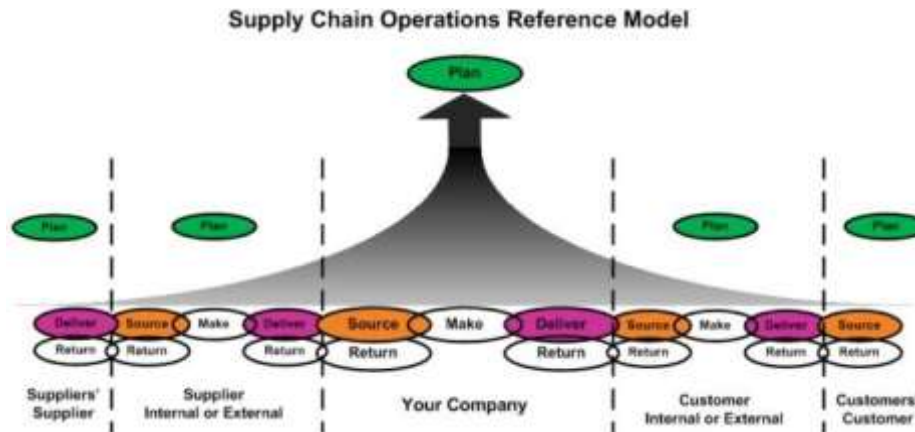 Supply Chain Operations Reference Model
Plan
Plan Plan Plan Plan
Deliver Source Make Deliver Source Make Deliver Source Make Deliver Source
Return Return Return Return Return Return Return Return
Suppliers'
Supplier
Supplier
Internal or External
Your Company
Customer
Internal or External
Customers
Customer